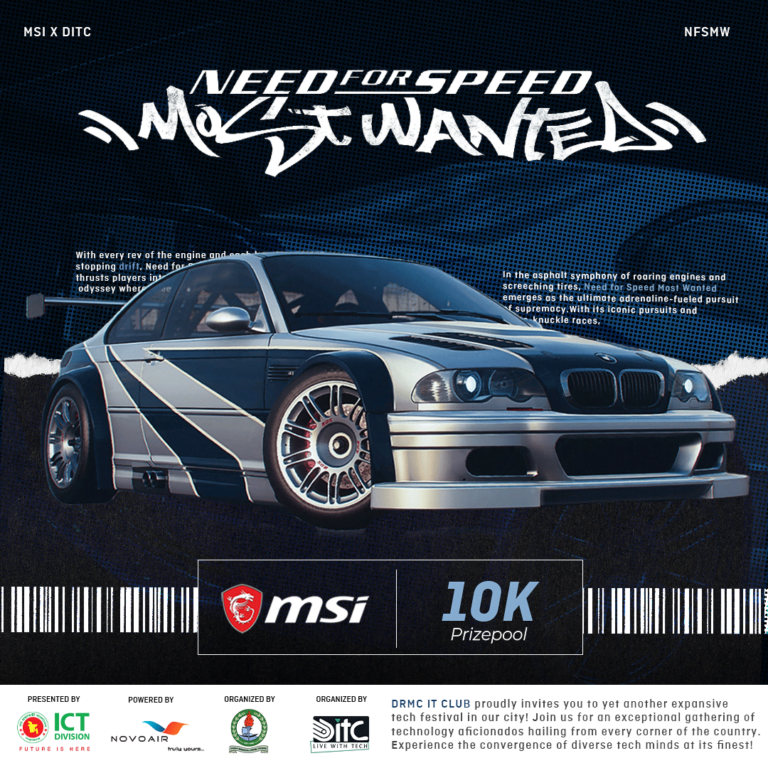 MSI X DITC
NFSMW
NEED FOR SPEED
MOST WANTED
With every rev of the engine and each
stopping drift, Need for
thrusts players into
odyssey where
In the asphalt symphony of roaring engines and
screeching tires, Need for Speed Most Wanted
emerges as the ultimate adrenaline-fueled pursuit
of supremacy.With its iconic pursuits and
knuckle races.
msi
10K
Prizepool
PRESENTED BY
ICT
DIVISION
FUTURE IS HERE
POWERED BY
NOVOAIR
truly yours..
ORGANIZED BY
ORGANIZED BY
DITC
LIVE WITH TECH
DRMC IT CLUB proudly invites you to yet another expansive
tech festival in our city! Join us for an exceptional gathering of
technology aficionados hailing from every corner of the country.
Experience the convergence of diverse tech minds at its finest!